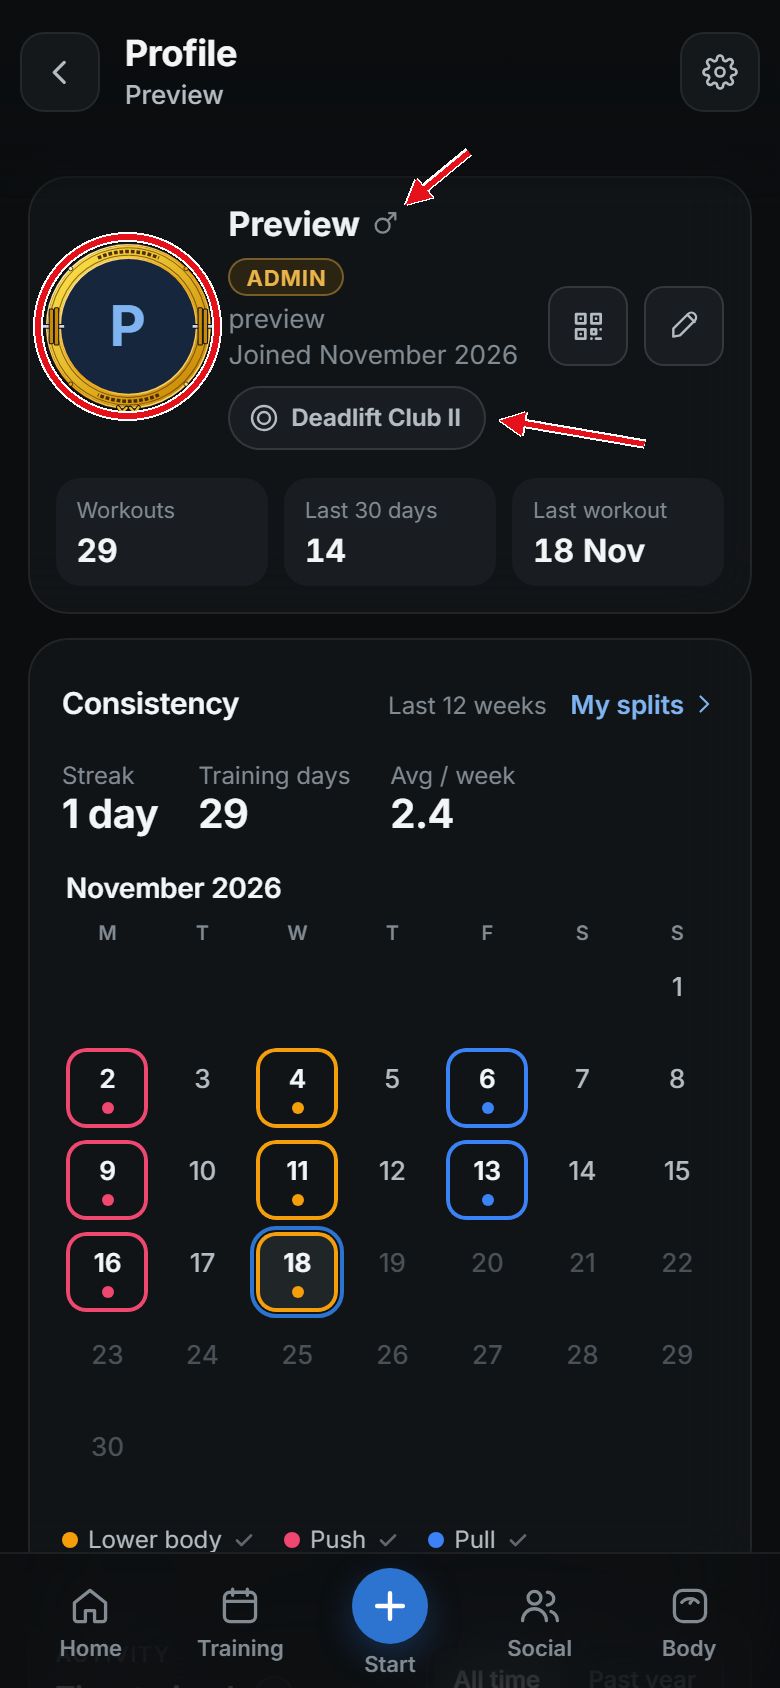 Profile
Preview
Preview
ADMIN
preview
Joined November 2026
P
Deadlift Club II
Workouts Last 30 days Last workout
29 14 18 Nov
Consistency Last 12 weeks My splits
Streak Training days Avg / week
1 day 29 2.4
November 2026
M T W T F S S
1
2 3 4 5 6 7 8
9 10 11 12 13 14 15
16 17 18 19 20 21 22
23 24 25 26 27 28 29
30
Lower body Push Pull
Home Training Start Social Body
All time Past year